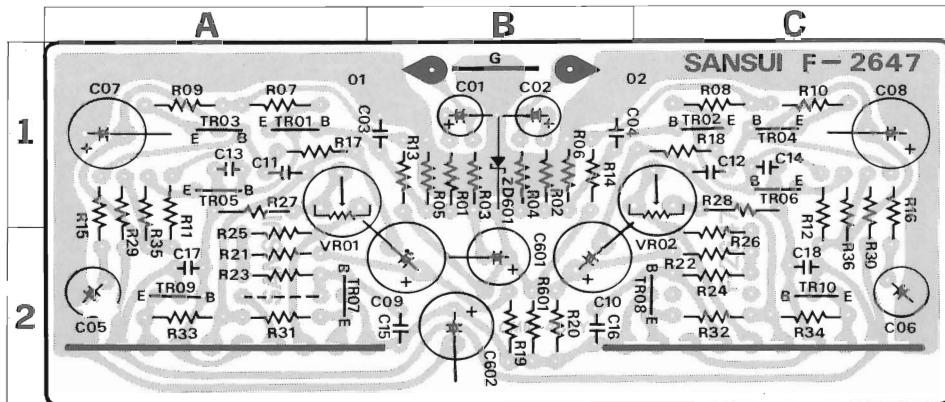 A B C
G
SANSUI F-2647
C07 R09 R07 01 C03 C01 C02 02 C04 R08 R10 C08
1
TR03 E B TR01 E B R17 R13 R06 R14 B TR02 E R18 B TR04 E
C13 C11 C12 C14
E TR05 B R05 R01 R03 ZD601 R04 R02 B TR06 E
R15 R29 R35 R11 R27 R28 R12 R36 R30 R16
R25 VR01 VR02 R26
C17 R21 R23 C601 R22 R24 C18
2
C05 E TR09 B B TR07 E C09 C15 R19 R601 R20 C10 C16 B TR08 E B TR10 E C06
R33 R31 C602 R32 R34